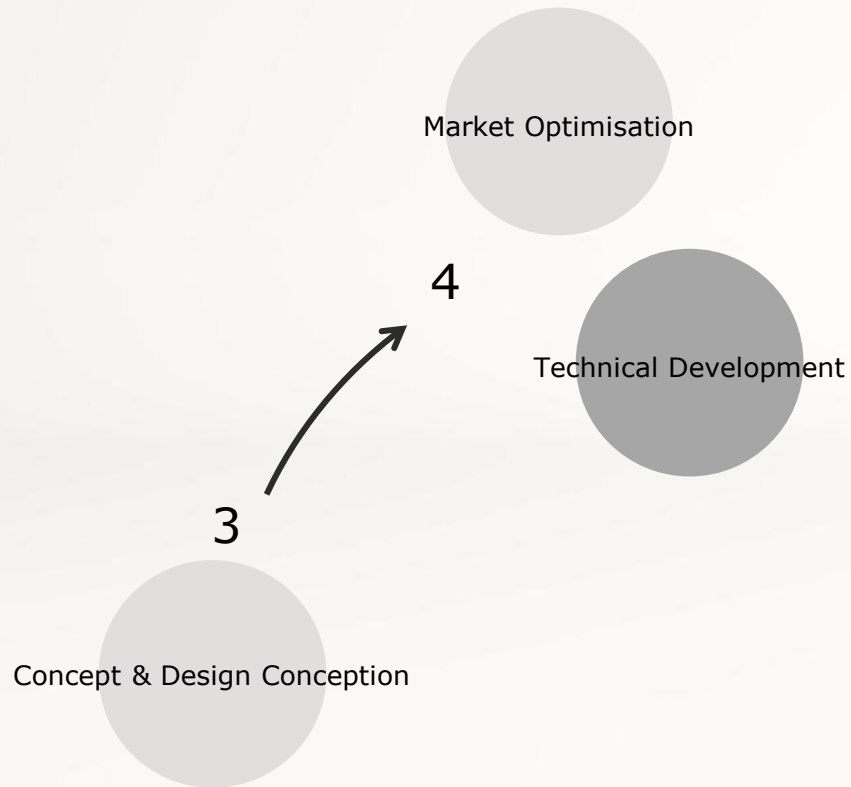 Market Optimisation
4
Technical Development
3
Concept & Design Conception